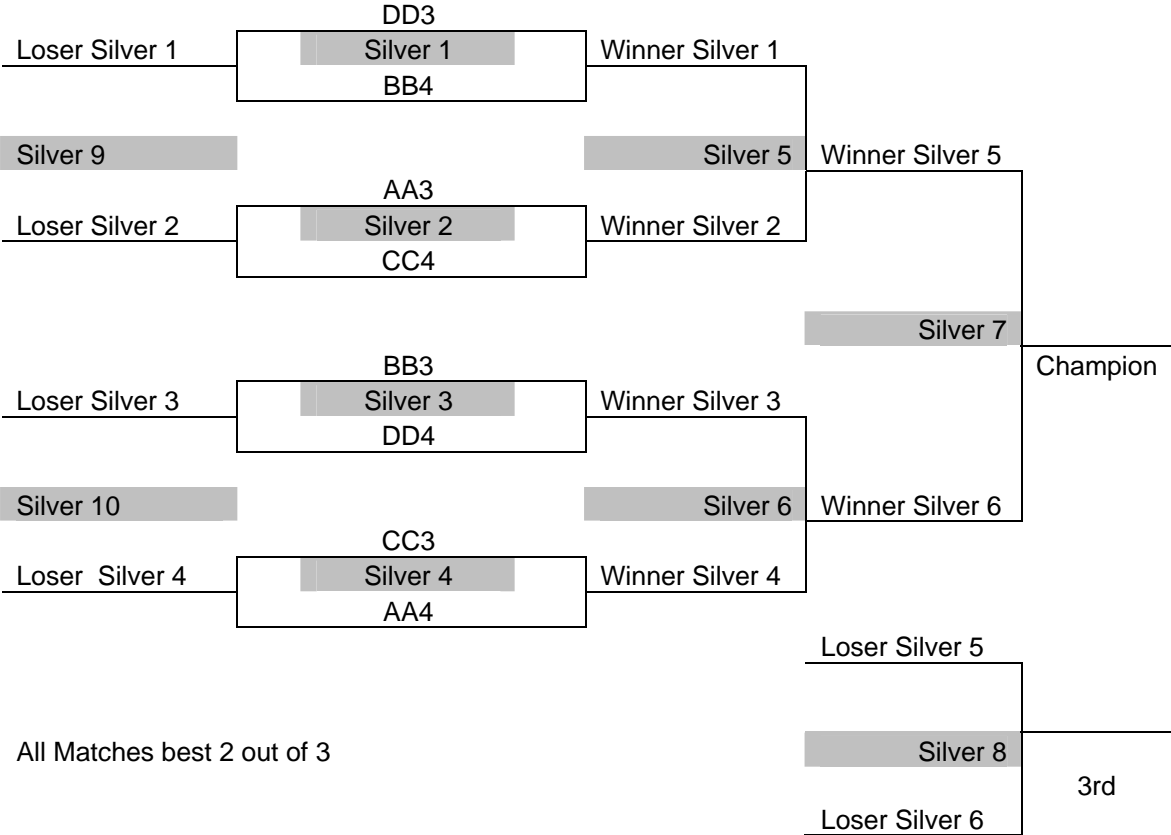 DD3
Loser Silver 1 Silver 1 Winner Silver 1
BB4
Silver 9 Silver 5 Winner Silver 5
AA3
Loser Silver 2 Silver 2 Winner Silver 2
CC4
Silver 7
BB3 Champion
Loser Silver 3 Silver 3 Winner Silver 3
DD4
Silver 10 Silver 6 Winner Silver 6
CC3
Loser Silver 4 Silver 4 Winner Silver 4
AA4
Loser Silver 5
All Matches best 2 out of 3 Silver 8
3rd
Loser Silver 6